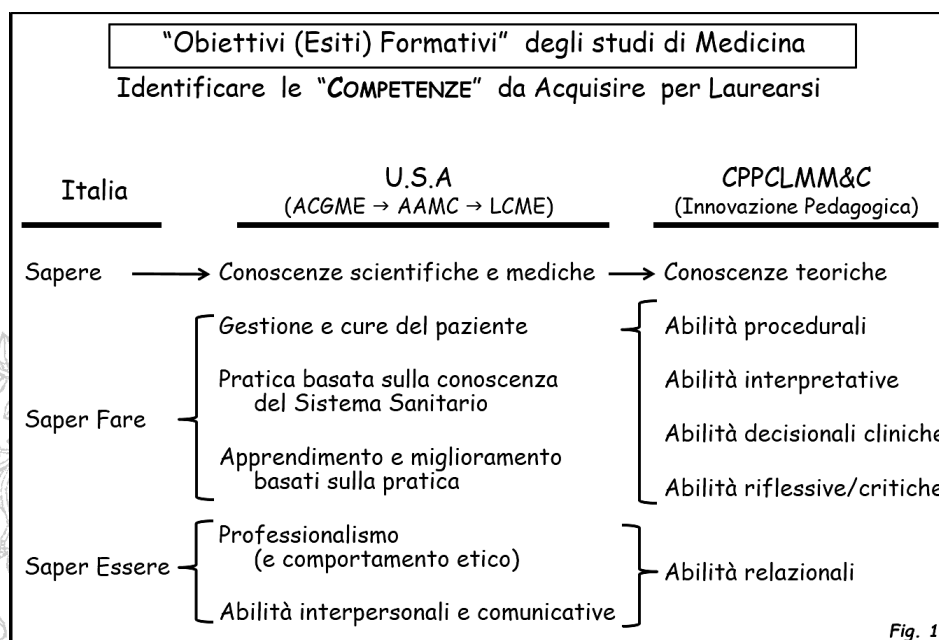 “Obiettivi (Esiti) Formativi” degli studi di Medicina
Identificare le “COMPETENZE” da Acquisire per Laurearsi
Italia
U.S.A
(ACGME → AAMC → LCME)
CPPCLMM&C
(Innovazione Pedagogica)
Sapere → Conoscenze scientifiche e mediche → Conoscenze teoriche
Saper Fare
Gestione e cure del paziente
Pratica basata sulla conoscenza
del Sistema Sanitario
Apprendimento e miglioramento
basati sulla pratica
Abilità procedurali
Abilità interpretative
Abilità decisionali cliniche
Abilità riflessive/critiche
Saper Essere
Professionalismo
(e comportamento etico)
Abilità interpersonali e comunicative
Abilità relazionali
Fig. 1